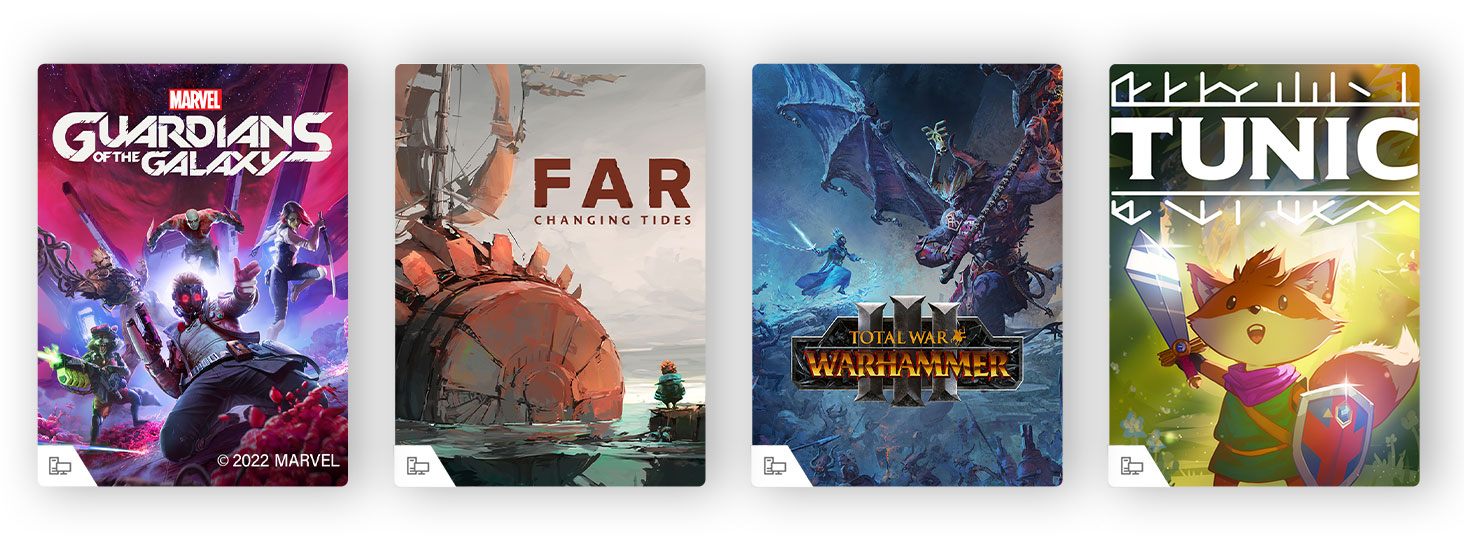 MARVEL
GUARDIANS
OF THE GALAXY
© 2022 MARVEL
FAR
CHANGING TIDES
III
TOTAL WAR
WARHAMMER
TUNIC